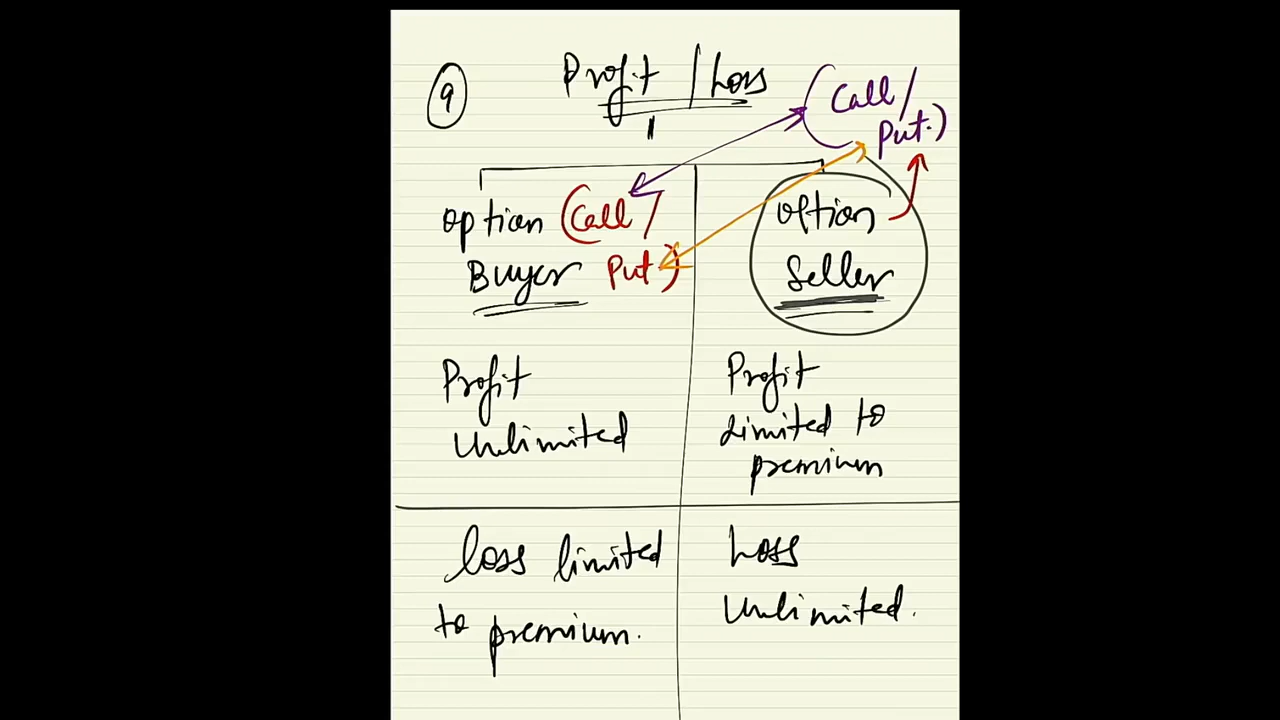 9
Profit / Loss
(Call /
Put.)
option (Call /
Buyer Put)
option
Seller
Profit
Unlimited
Profit
Limited to
premium
loss limited
to premium.
Loss
Unlimited.